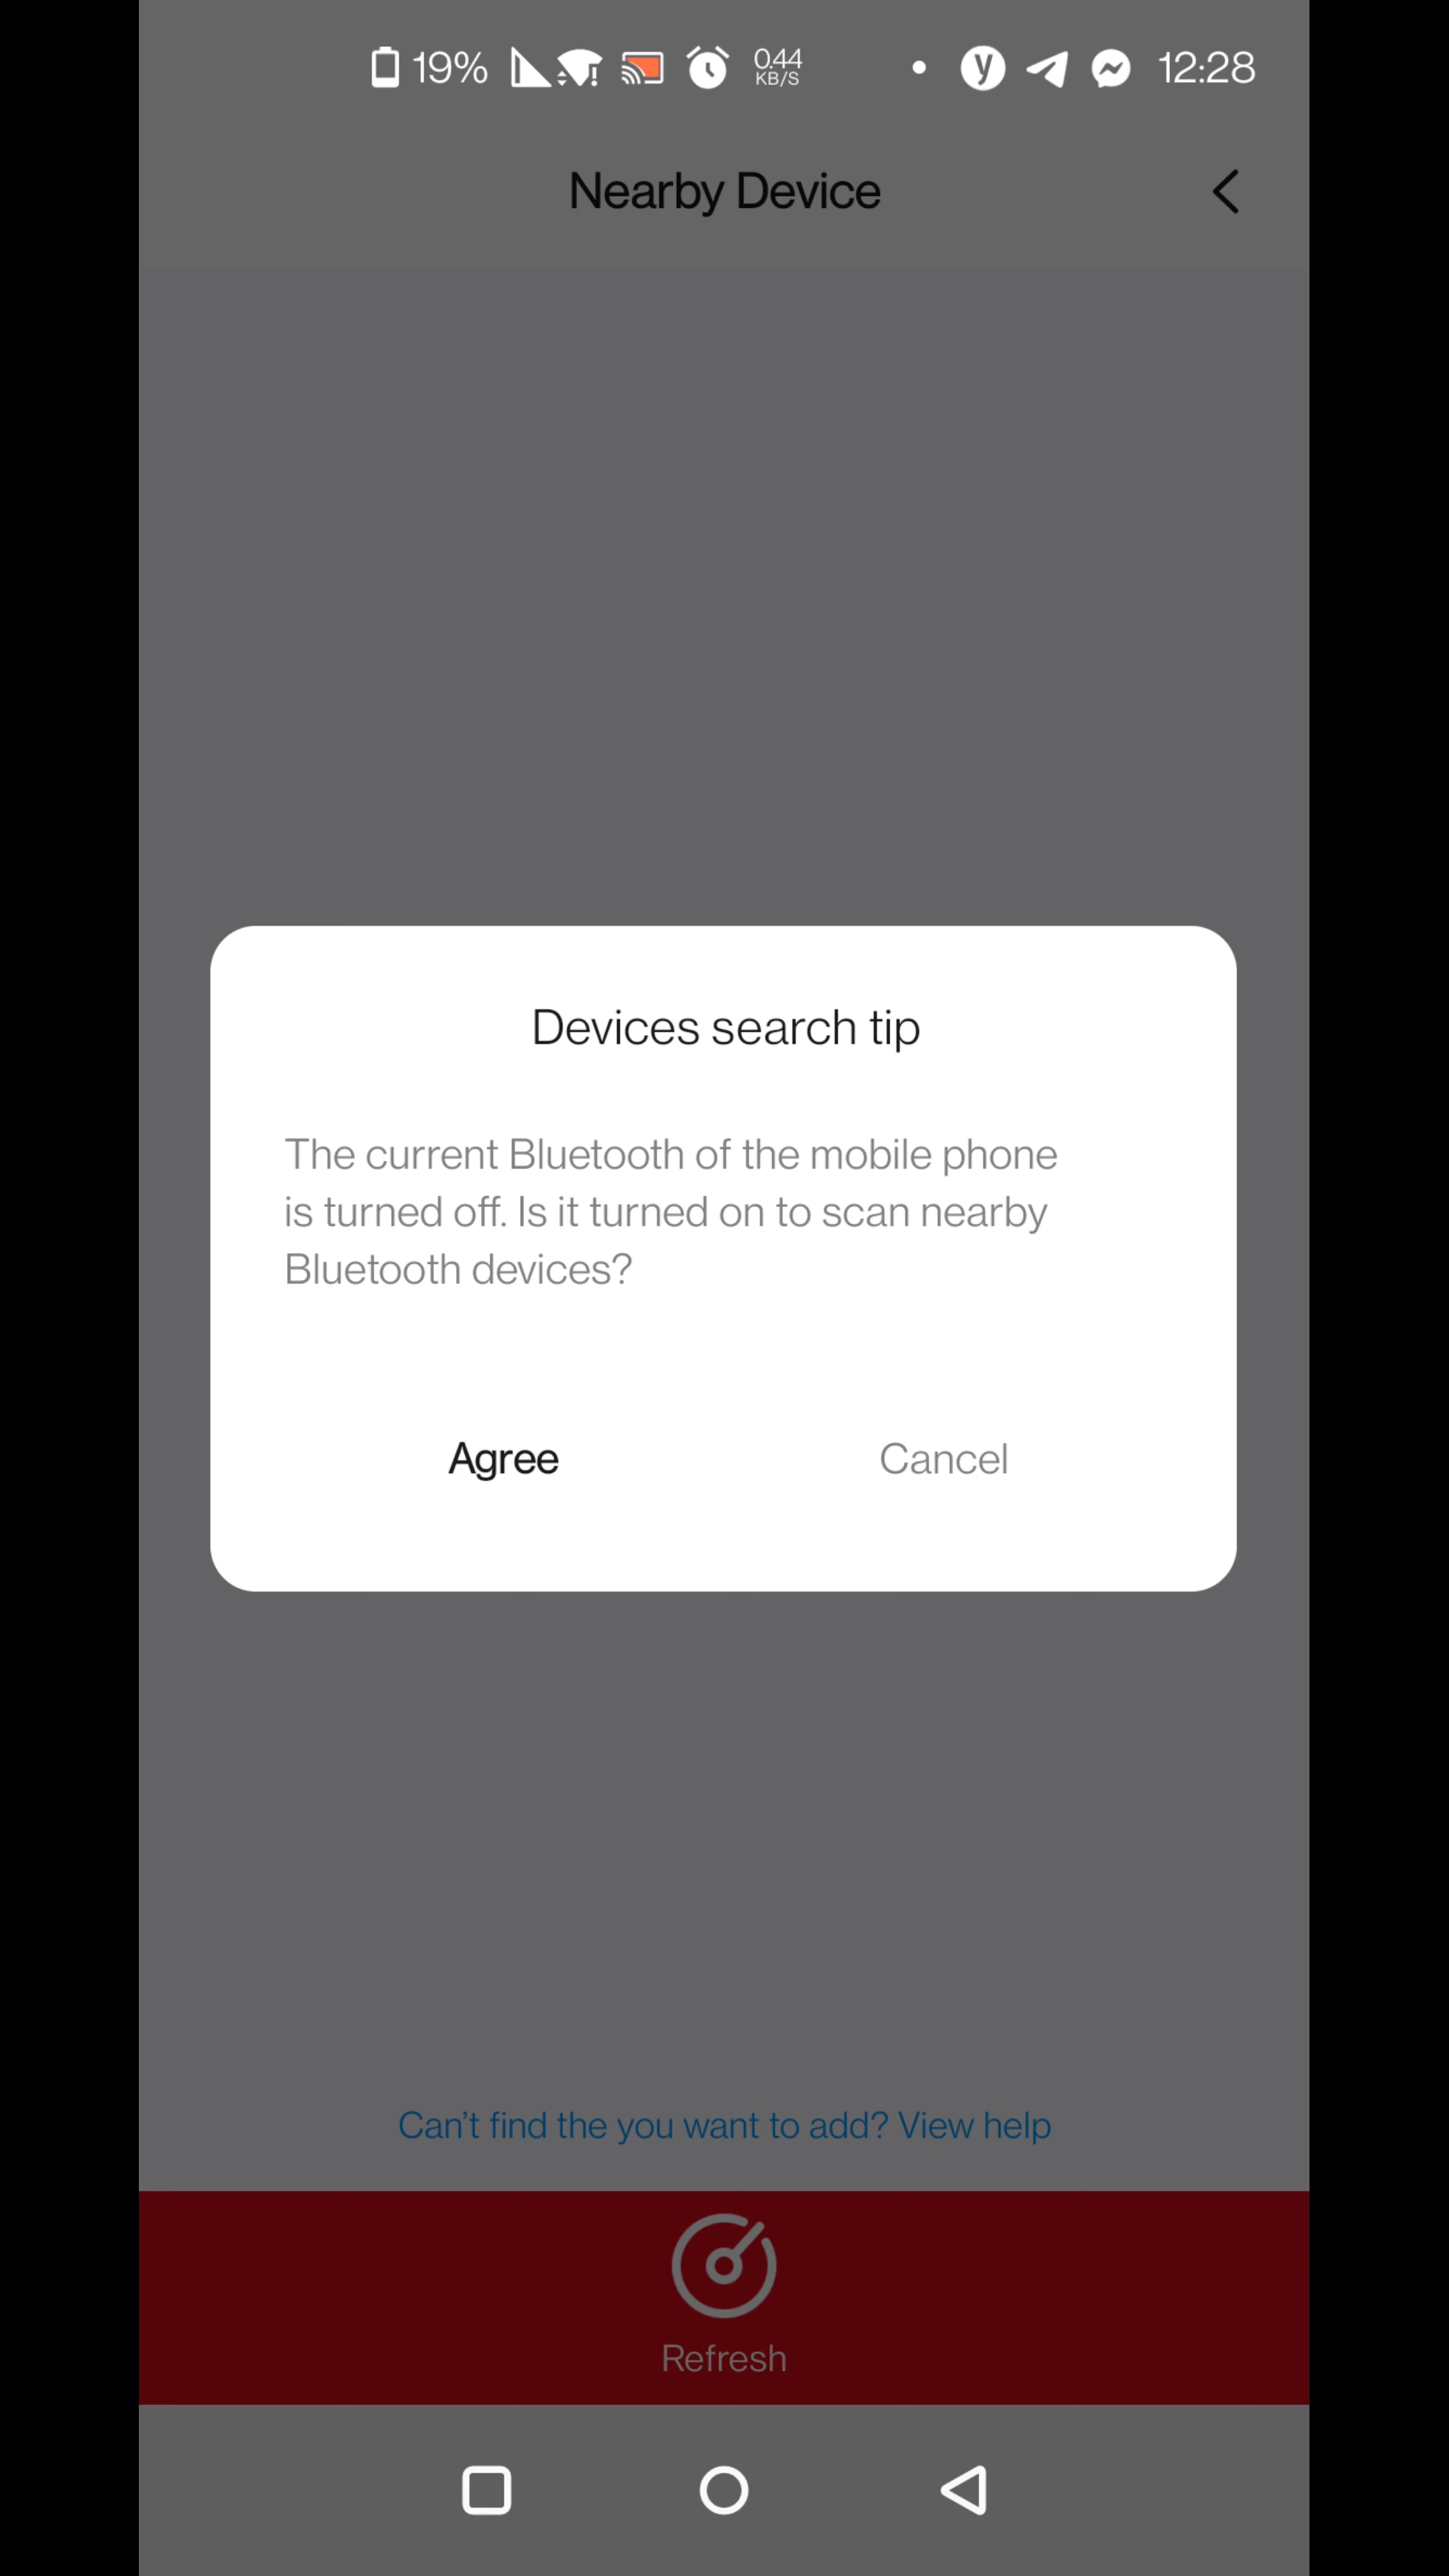 19%
0.44
KB/S
12:28
Nearby Device
Devices search tip
The current Bluetooth of the mobile phone
is turned off. Is it turned on to scan nearby
Bluetooth devices?
Agree
Cancel
Can't find the you want to add? View help
Refresh